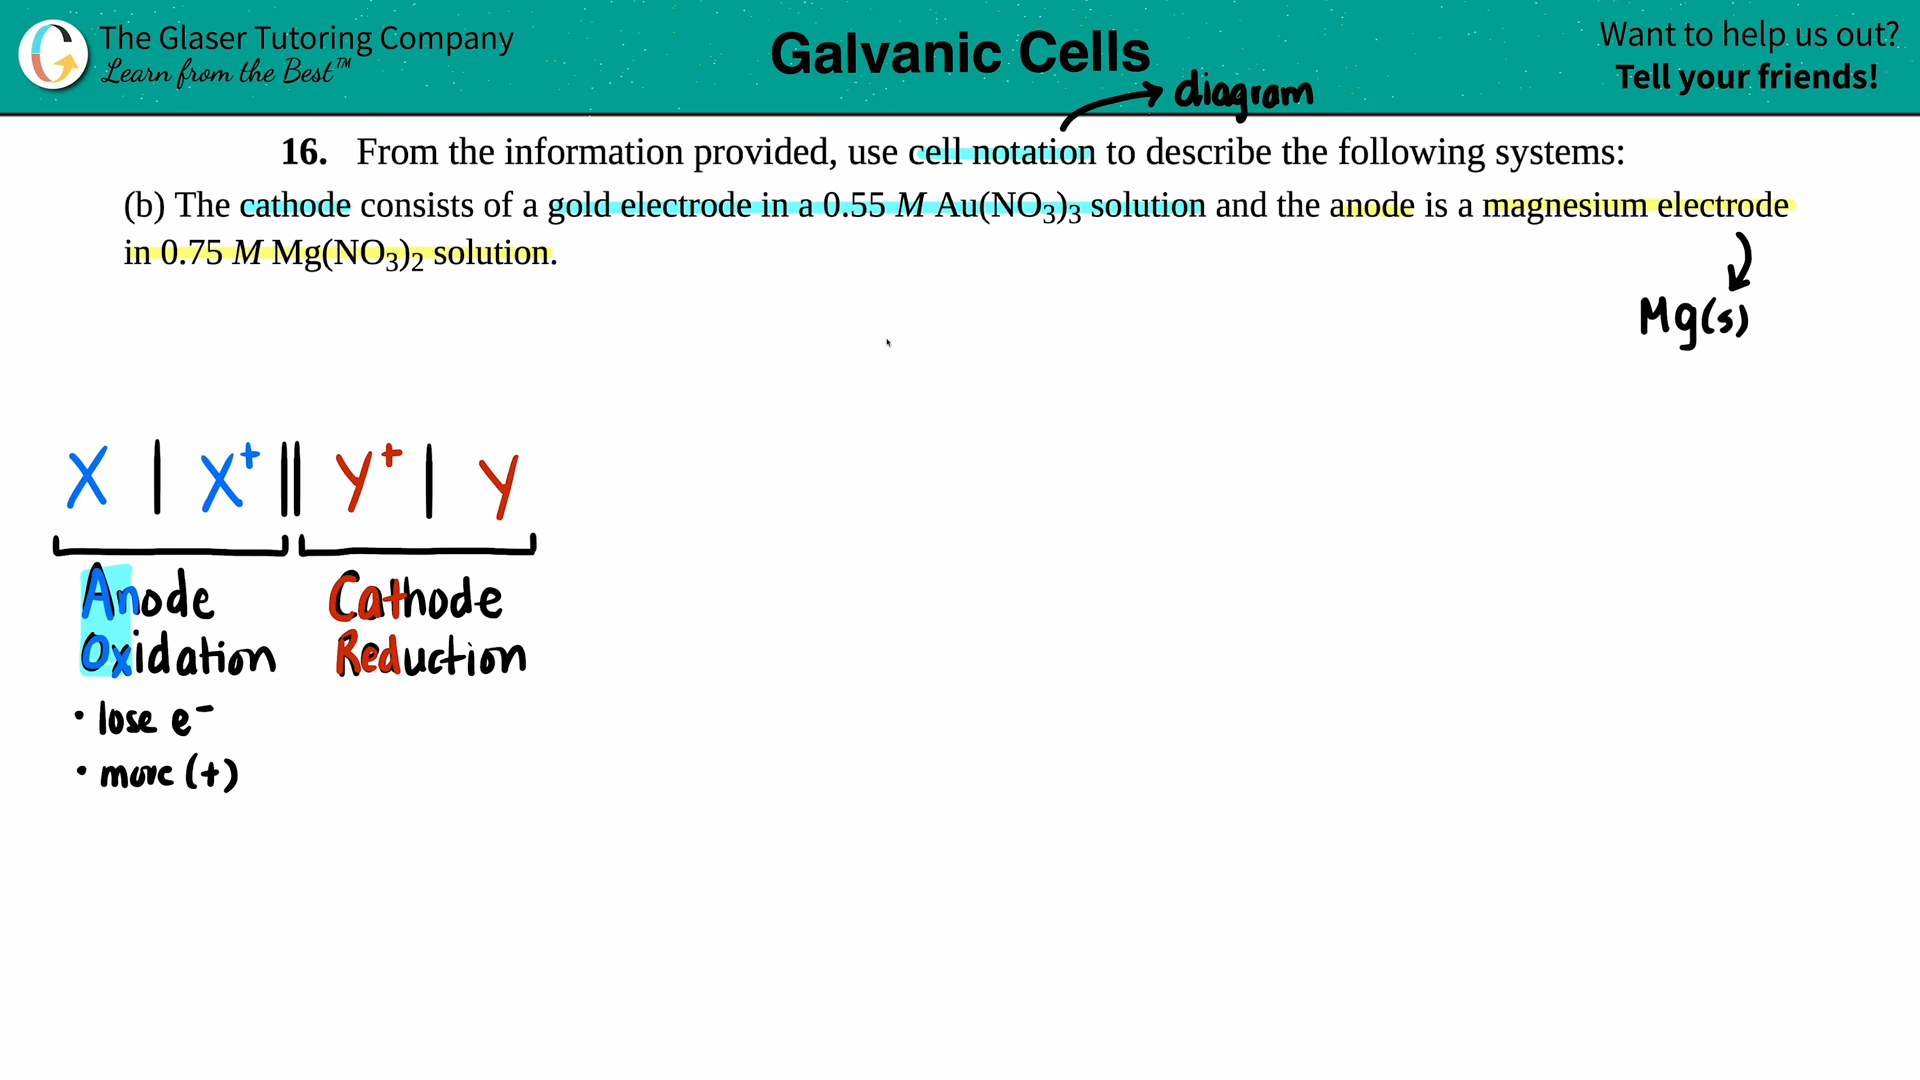 The Glaser Tutoring Company
Learn from the Best™
Galvanic Cells
Want to help us out?
Tell your friends!
diagram
16. From the information provided, use cell notation to describe the following systems:
(b) The cathode consists of a gold electrode in a 0.55 M Au(NO₃)₃ solution and the anode is a magnesium electrode
in 0.75 M Mg(NO₃)₂ solution.
Mg(s)
X | X⁺ || Y⁺ | Y
Anode Cathode
Oxidation Reduction
• lose e⁻
• more (+)